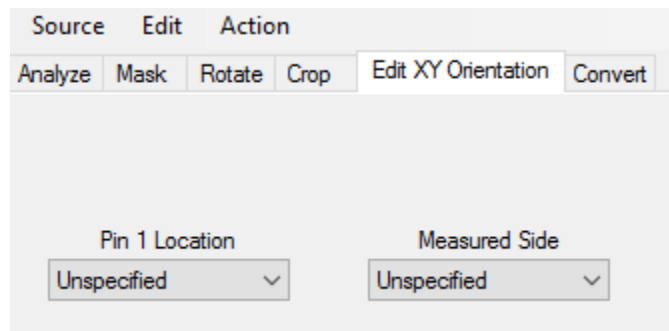 Source Edit Action
Analyze Mask Rotate Crop Edit XY Orientation Convert
Pin 1 Location Measured Side
Unspecified Unspecified